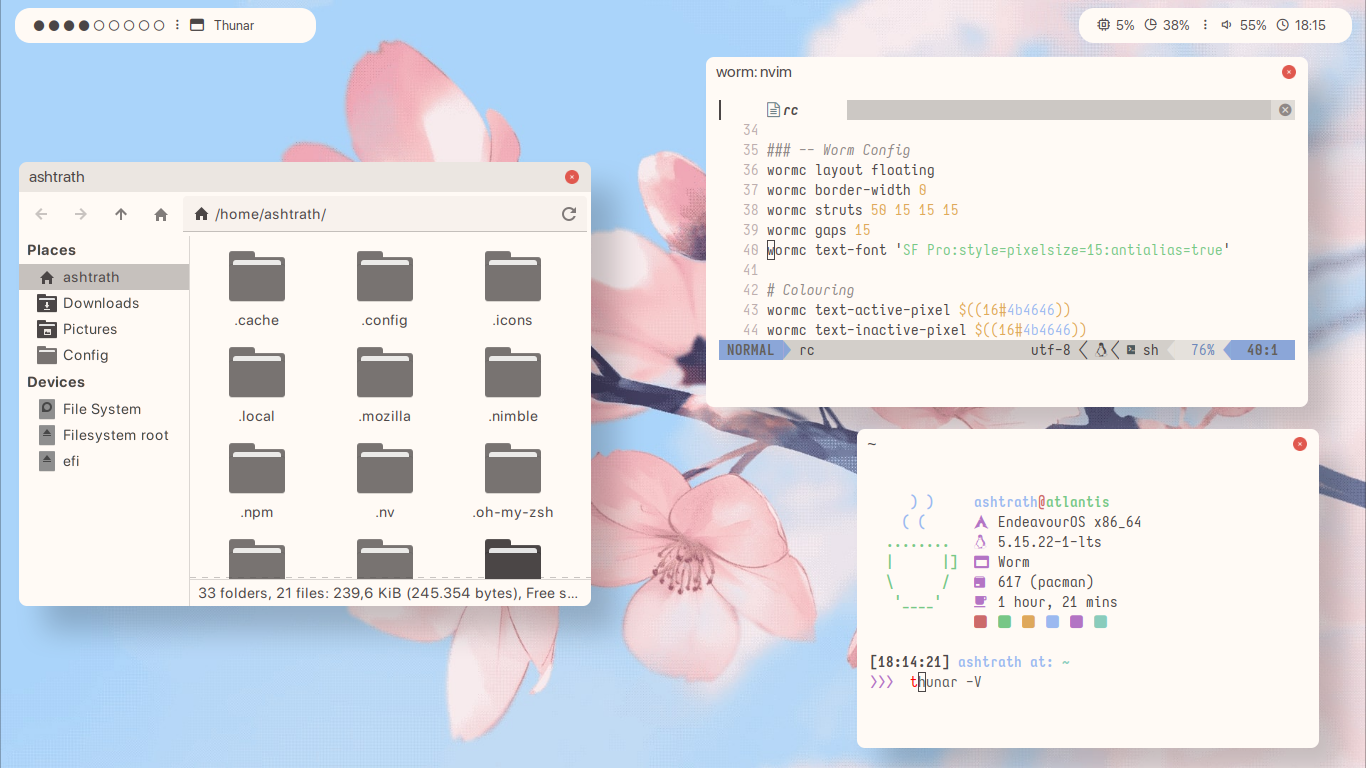 Thunar
5% 38% 55% 18:15
ashtrath
/home/ashtrath/
Places
ashtrath
Downloads
Pictures
Config
Devices
File System
Filesystem root
efi
.cache .config .icons
.local .mozilla .nimble
.npm .nv .oh-my-zsh
33 folders, 21 files: 239,6 KiB (245.354 bytes), Free s...
worm: nvim
rc
34
35 ### -- Worm Config
36 wormc layout floating
37 wormc border-width 0
38 wormc struts 50 15 15 15
39 wormc gaps 15
40 wormc text-font 'SF Pro:style=pixelsize=15:antialias=true'
41
42 # Colouring
43 wormc text-active-pixel $((16#4b4646))
44 wormc text-inactive-pixel $((16#4b4646))
NORMAL rc utf-8 sh 76% 40:1
~
ashtrath@atlantis
EndeavourOS x86_64
5.15.22-1-lts
Worm
617 (pacman)
1 hour, 21 mins
[18:14:21] ashtrath at: ~
❯❯❯ thunar -V